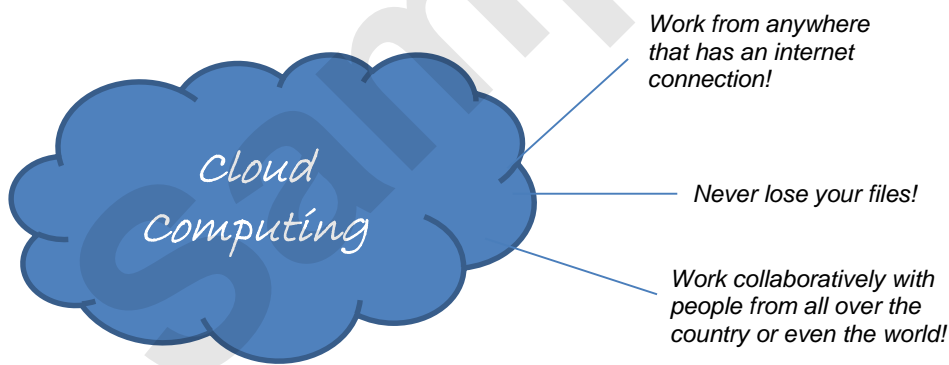 Work from anywhere
that has an internet
connection!
Cloud
Computing
Never lose your files!
Work collaboratively with
people from all over the
country or even the world!